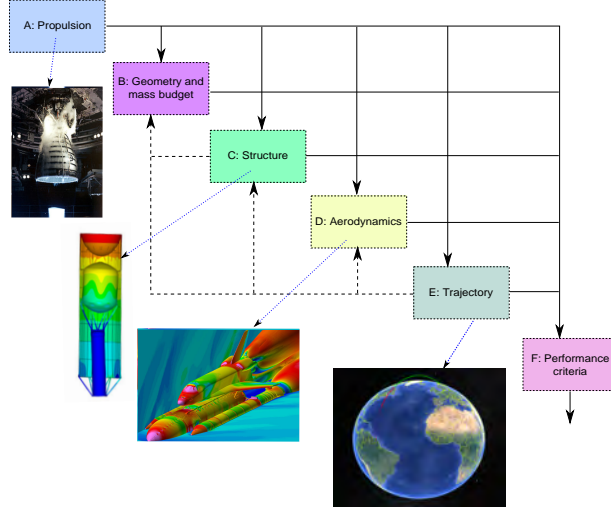 A: Propulsion
B: Geometry and
mass budget
C: Structure
D: Aerodynamics
E: Trajectory
F: Performance
criteria